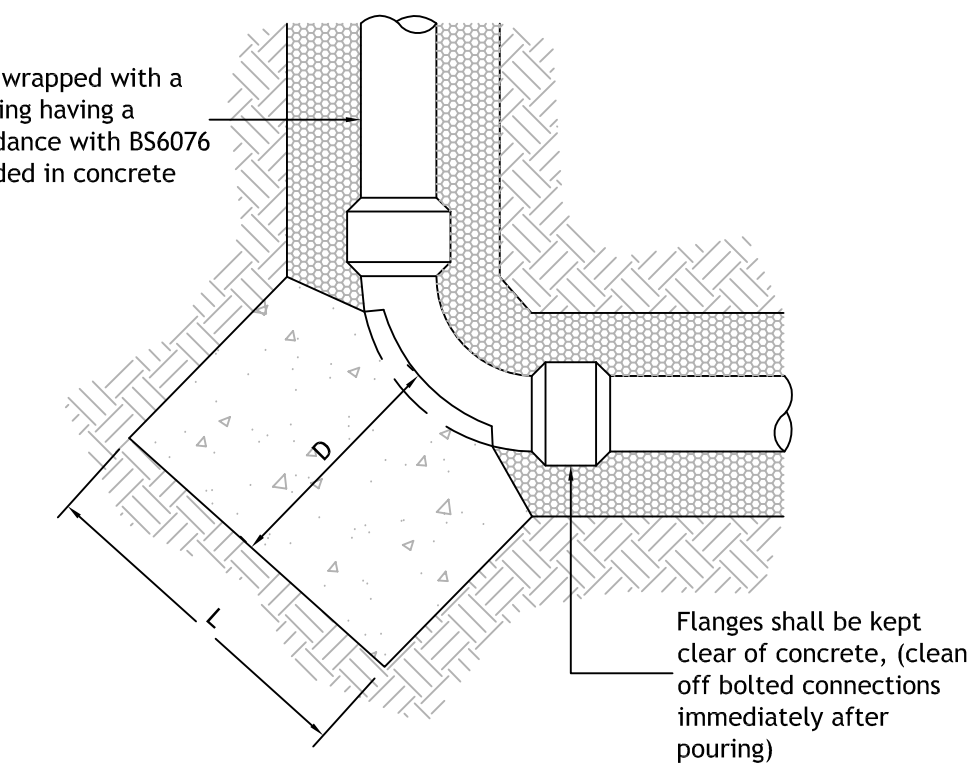 wrapped with a
ing having a
dance with BS6076
ded in concrete
D
L
Flanges shall be kept
clear of concrete, (clean
off bolted connections
immediately after
pouring)